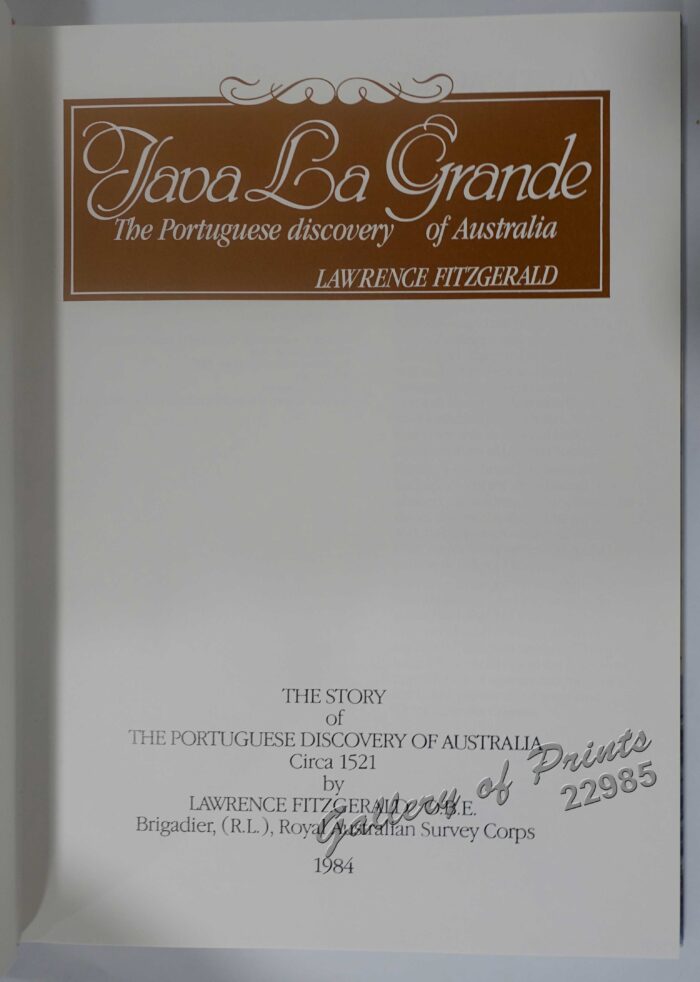 Java La Grande
The Portuguese discovery of Australia
LAWRENCE FITZGERALD
THE STORY
of
THE PORTUGUESE DISCOVERY OF AUSTRALIA
Circa 1521
by
LAWRENCE FITZGERALD O.B.E.
Brigadier, (R.L.), Royal Australian Survey Corps
1984
Gallery of Prints
22985